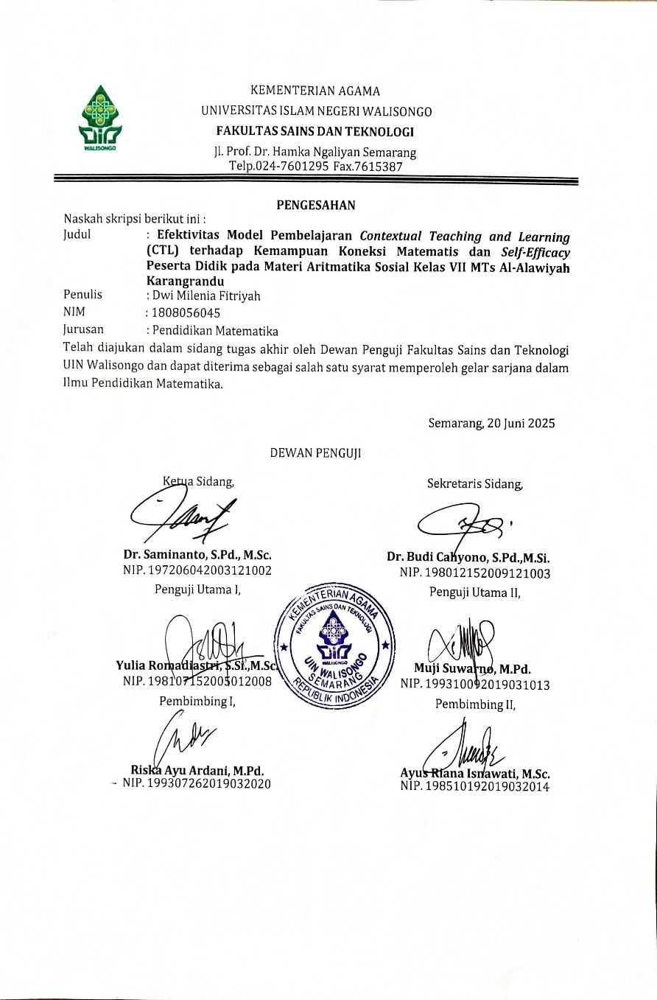 KEMENTERIAN AGAMA
UNIVERSITAS ISLAM NEGERI WALISONGO
FAKULTAS SAINS DAN TEKNOLOGI
Jl. Prof. Dr. Hamka Ngaliyan Semarang
Telp.024-7601295 Fax.7615387
WALISONGO
PENGESAHAN
Naskah skripsi berikut ini :
Judul : Efektivitas Model Pembelajaran Contextual Teaching and Learning
(CTL) terhadap Kemampuan Koneksi Matematis dan Self-Efficacy
Peserta Didik pada Materi Aritmatika Sosial Kelas VII MTs Al-Alawiyah
Karangrandu
Penulis : Dwi Milenia Fitriyah
NIM : 1808056045
Jurusan : Pendidikan Matematika
Telah diajukan dalam sidang tugas akhir oleh Dewan Penguji Fakultas Sains dan Teknologi
UIN Walisongo dan dapat diterima sebagai salah satu syarat memperoleh gelar sarjana dalam
Ilmu Pendidikan Matematika.
Semarang, 20 Juni 2025
DEWAN PENGUJI
Ketua Sidang, Sekretaris Sidang,
Dr. Saminanto, S.Pd., M.Sc. Dr. Budi Cahyono, S.Pd.,M.Si.
NIP. 197206042003121002 NIP. 198012152009121003
Penguji Utama I, Penguji Utama II,
KEMENTERIAN AGAMA
FAKULTAS SAINS DAN TEKNOLOGI
WALISONGO
UIN WALISONGO
SEMARANG
REPUBLIK INDONESIA
Yulia Romadiastri, S.Si.,M.Sc. Muji Suwarno, M.Pd.
NIP. 198107152005012008 NIP. 199310092019031013
Pembimbing I, Pembimbing II,
Riska Ayu Ardani, M.Pd. Ayus Riana Isnawati, M.Sc.
NIP. 199307262019032020 NIP. 198510192019032014